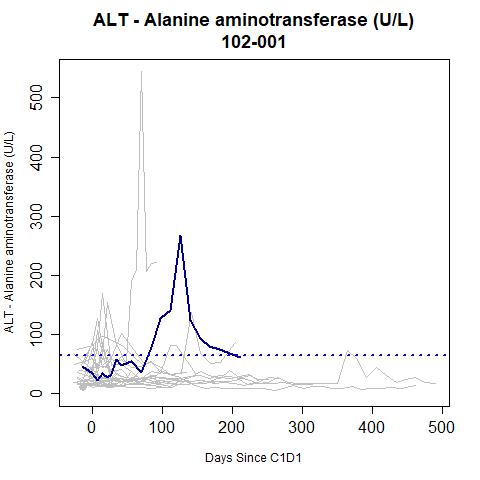 ALT - Alanine aminotransferase (U/L)
102-001
ALT - Alanine aminotransferase (U/L)
500
400
300
200
100
0
0 100 200 300 400 500
Days Since C1D1